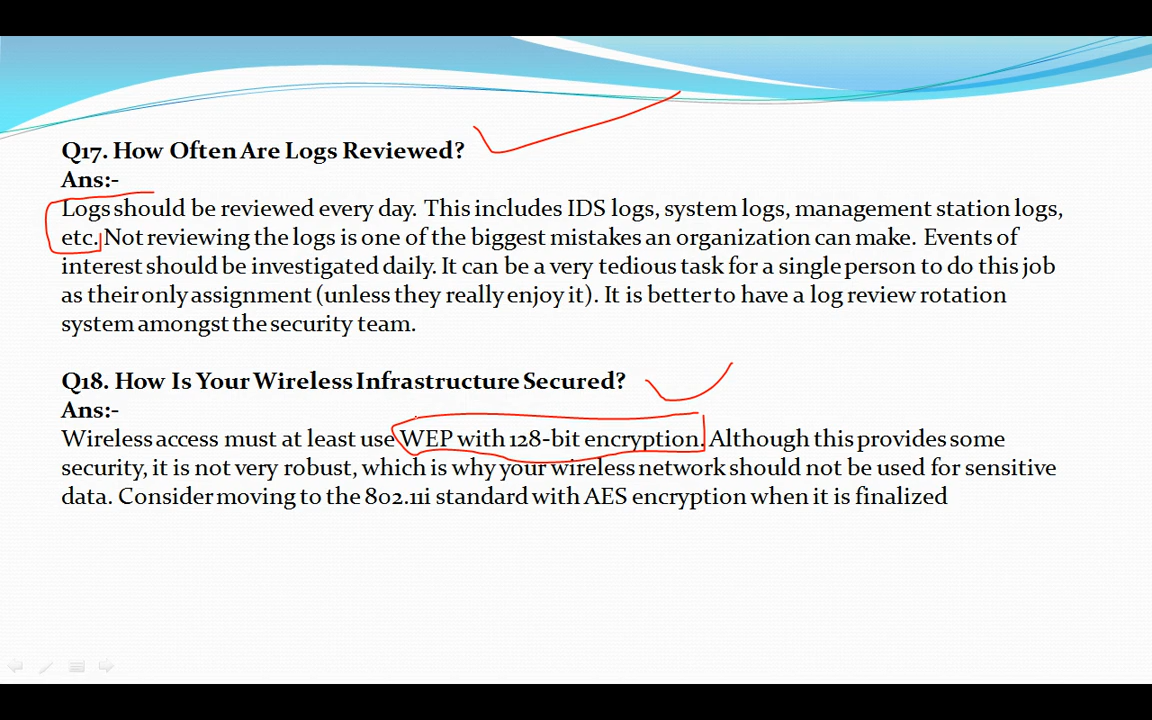 Q17. How Often Are Logs Reviewed?
Ans:-
Logs should be reviewed every day. This includes IDS logs, system logs, management station logs,
etc. Not reviewing the logs is one of the biggest mistakes an organization can make. Events of
interest should be investigated daily. It can be a very tedious task for a single person to do this job
as their only assignment (unless they really enjoy it). It is better to have a log review rotation
system amongst the security team.
Q18. How Is Your Wireless Infrastructure Secured?
Ans:-
Wireless access must at least use WEP with 128-bit encryption. Although this provides some
security, it is not very robust, which is why your wireless network should not be used for sensitive
data. Consider moving to the 802.11i standard with AES encryption when it is finalized